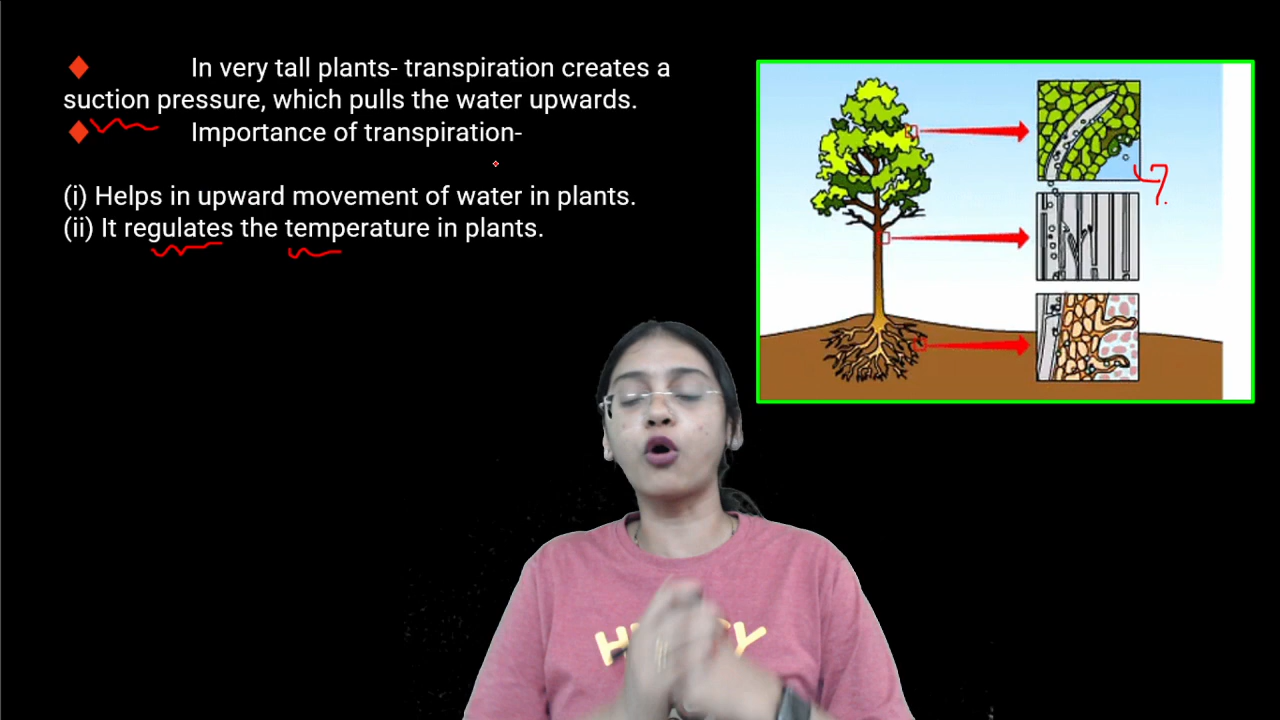 ♦ In very tall plants- transpiration creates a
suction pressure, which pulls the water upwards.
♦ Importance of transpiration-
(i) Helps in upward movement of water in plants.
(ii) It regulates the temperature in plants.